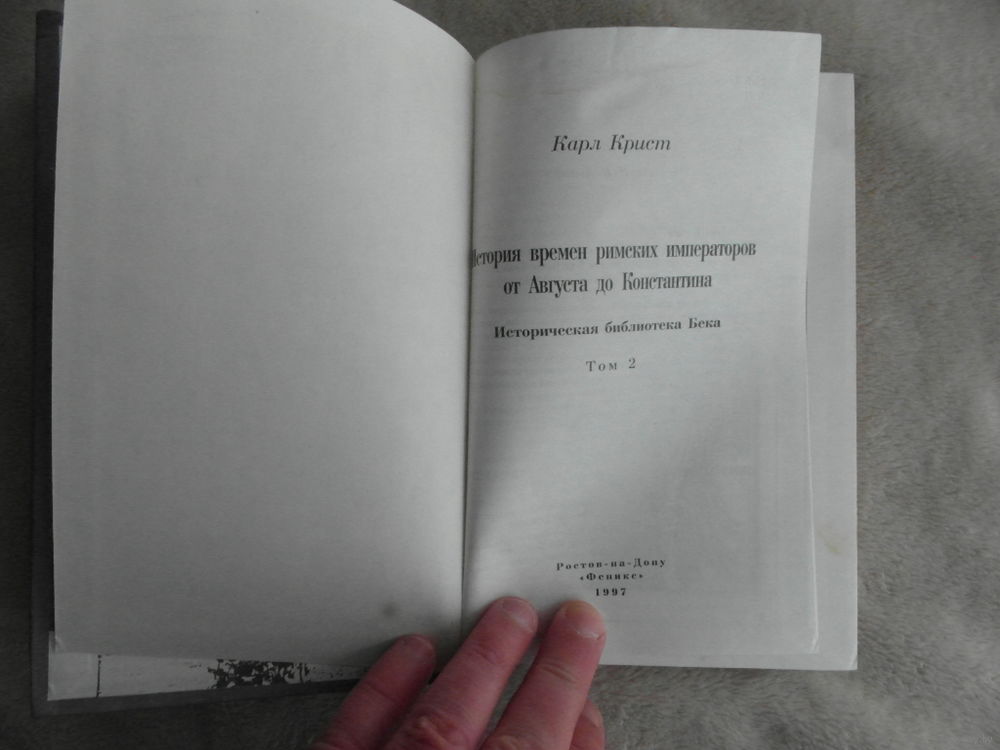 Карл Крист
История времен римских императоров
от Августа до Константина
Историческая библиотека Бека
Том 2
Ростов-на-Дону
«Феникс»
1997